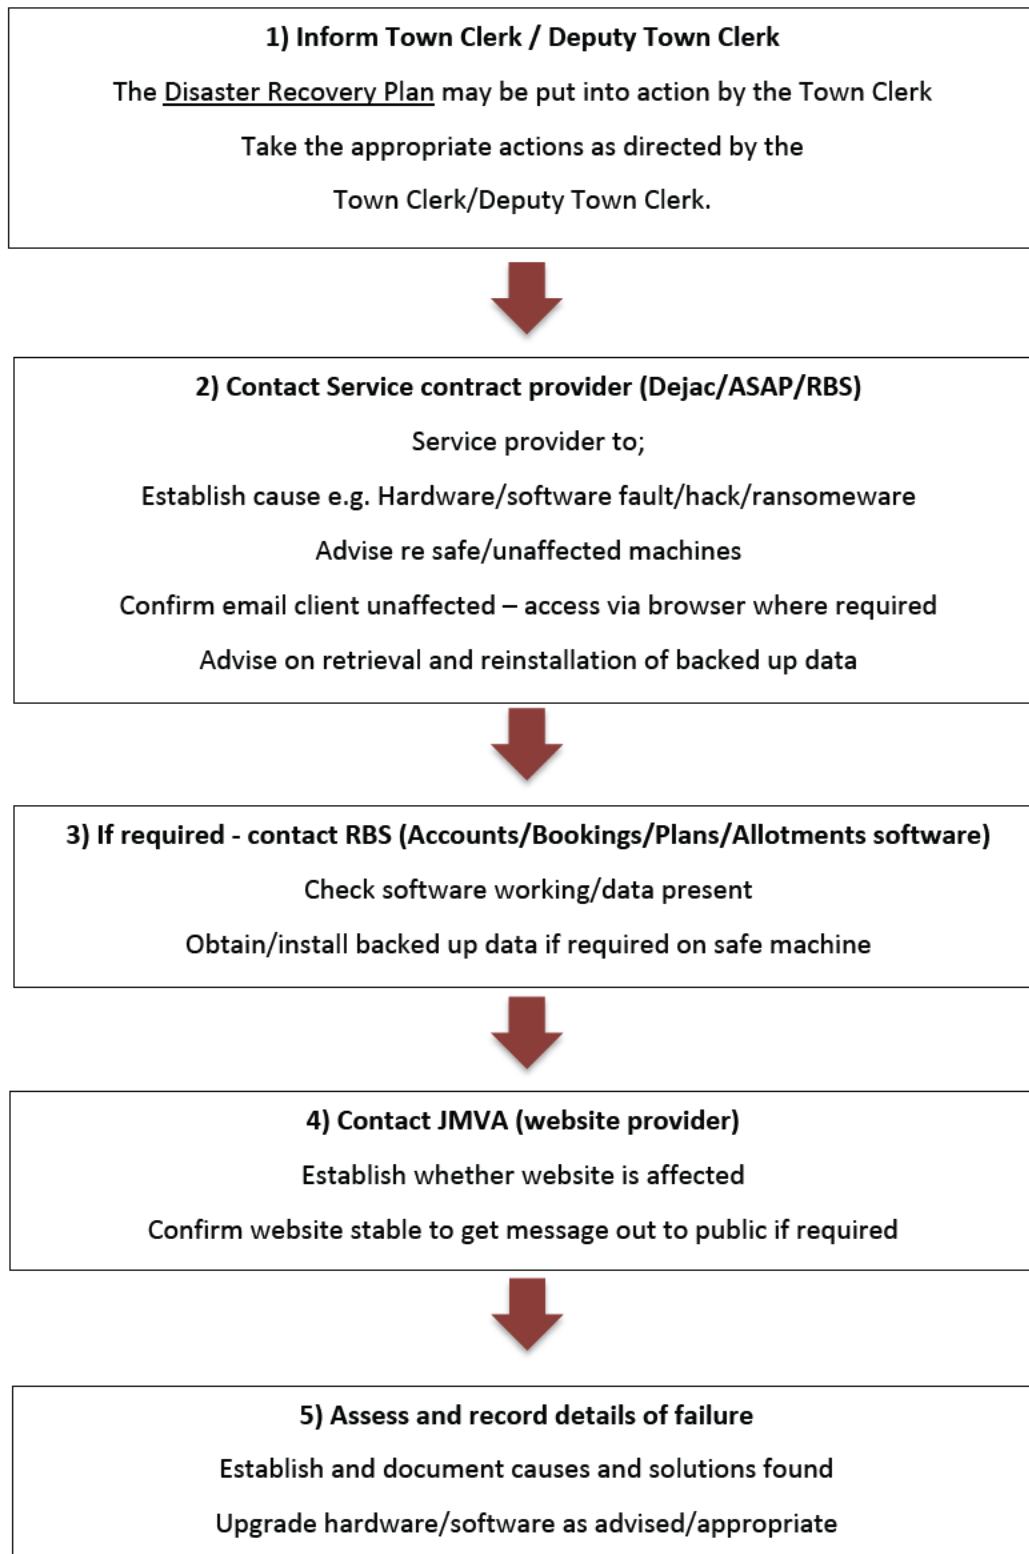 1) Inform Town Clerk / Deputy Town Clerk
The Disaster Recovery Plan may be put into action by the Town Clerk
Take the appropriate actions as directed by the
Town Clerk/Deputy Town Clerk.
2) Contact Service contract provider (Dejac/ASAP/RBS)
Service provider to;
Establish cause e.g. Hardware/software fault/hack/ransomeware
Advise re safe/unaffected machines
Confirm email client unaffected – access via browser where required
Advise on retrieval and reinstallation of backed up data
3) If required - contact RBS (Accounts/Bookings/Plans/Allotments software)
Check software working/data present
Obtain/install backed up data if required on safe machine
4) Contact JMVA (website provider)
Establish whether website is affected
Confirm website stable to get message out to public if required
5) Assess and record details of failure
Establish and document causes and solutions found
Upgrade hardware/software as advised/appropriate